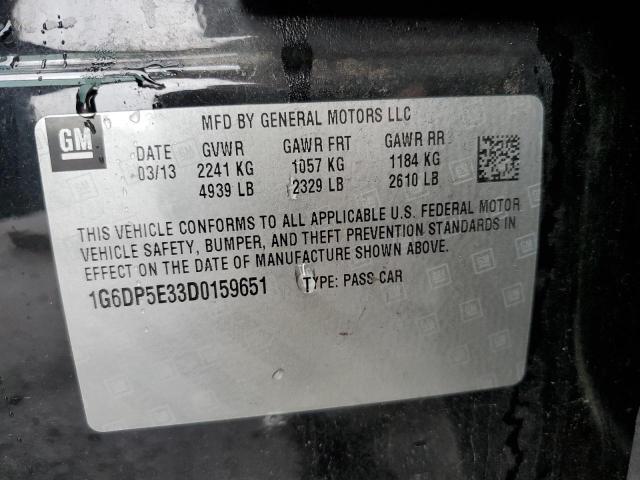 GM
MFD BY GENERAL MOTORS LLC
DATE GVWR GAWR FRT GAWR RR
03/13 2241 KG 1057 KG 1184 KG
4939 LB 2329 LB 2610 LB
THIS VEHICLE CONFORMS TO ALL APPLICABLE U.S. FEDERAL MOTOR
VEHICLE SAFETY, BUMPER, AND THEFT PREVENTION STANDARDS IN
EFFECT ON THE DATE OF MANUFACTURE SHOWN ABOVE.
1G6DP5E33D0159651 TYPE: PASS CAR